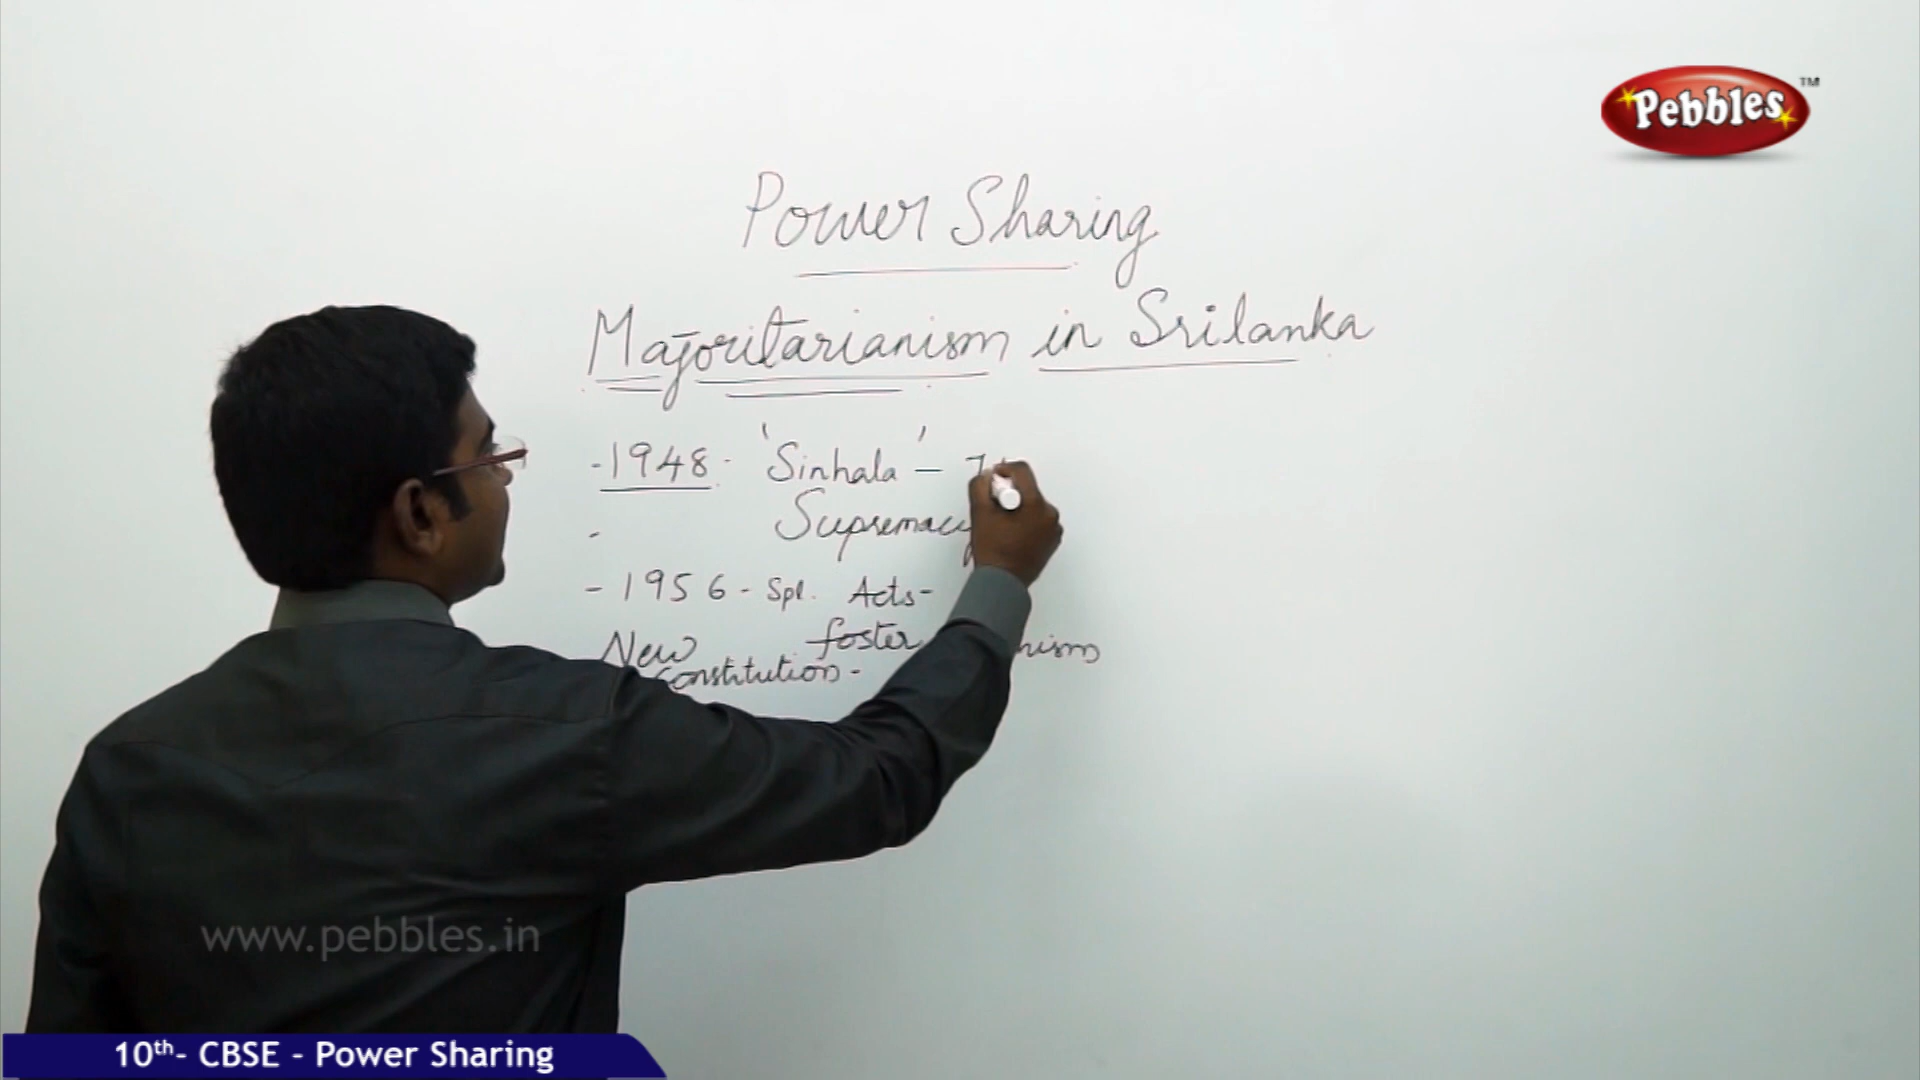 Pebbles TM
Power Sharing
Majoritarianism in Srilanka
- 1948 - 'Sinhala' -
- Supremacy
- 1956 - Spl. Acts -
New foster
Constitution -
www.pebbles.in
10th- CBSE - Power Sharing